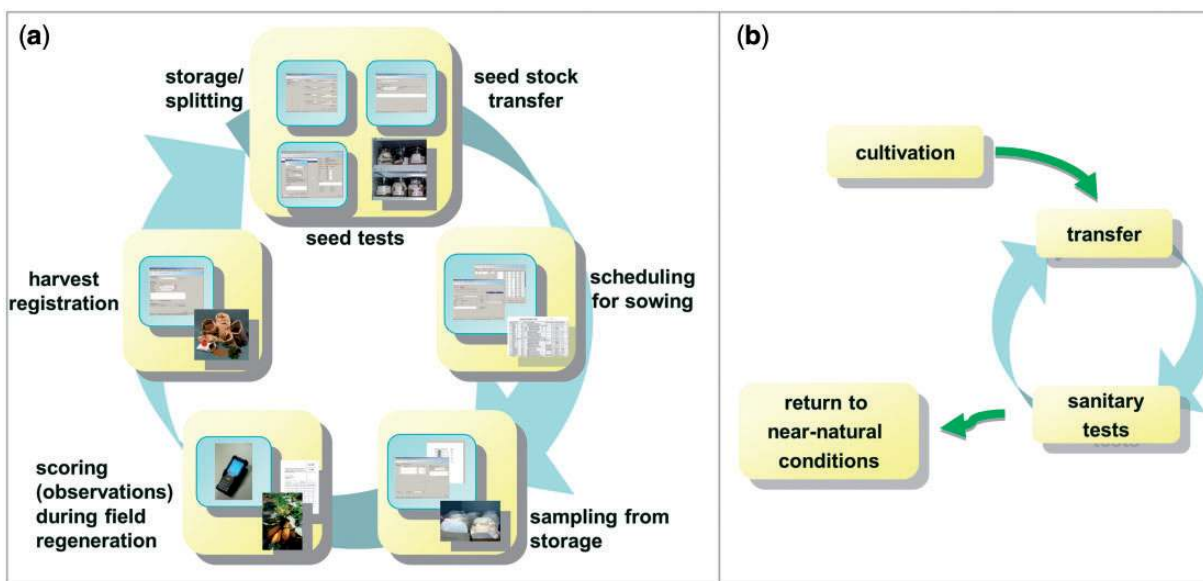 (a)
storage/
splitting
seed stock
transfer
seed tests
harvest
registration
scheduling
for sowing
scoring
(observations)
during field
regeneration
sampling from
storage
(b)
cultivation
transfer
sanitary
tests
return to
near-natural
conditions